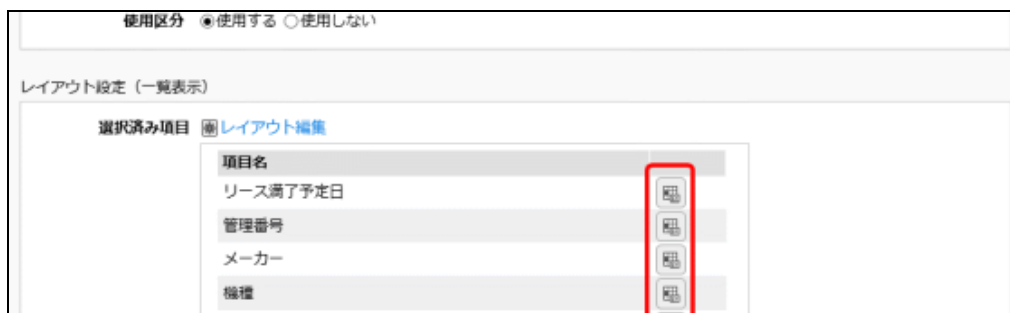 使用区分 ◉使用する ○使用しない
レイアウト設定（一覧表示）
選択済み項目 レイアウト編集
項目名
リース満了予定日
管理番号
メーカー
機種